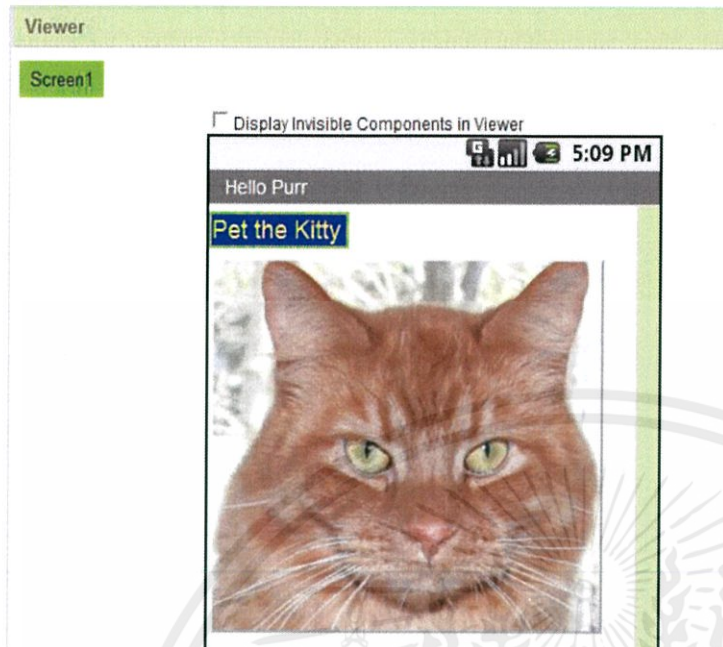 Viewer
Screen1
Display Invisible Components in Viewer
5:09 PM
Hello Purr
Pet the Kitty